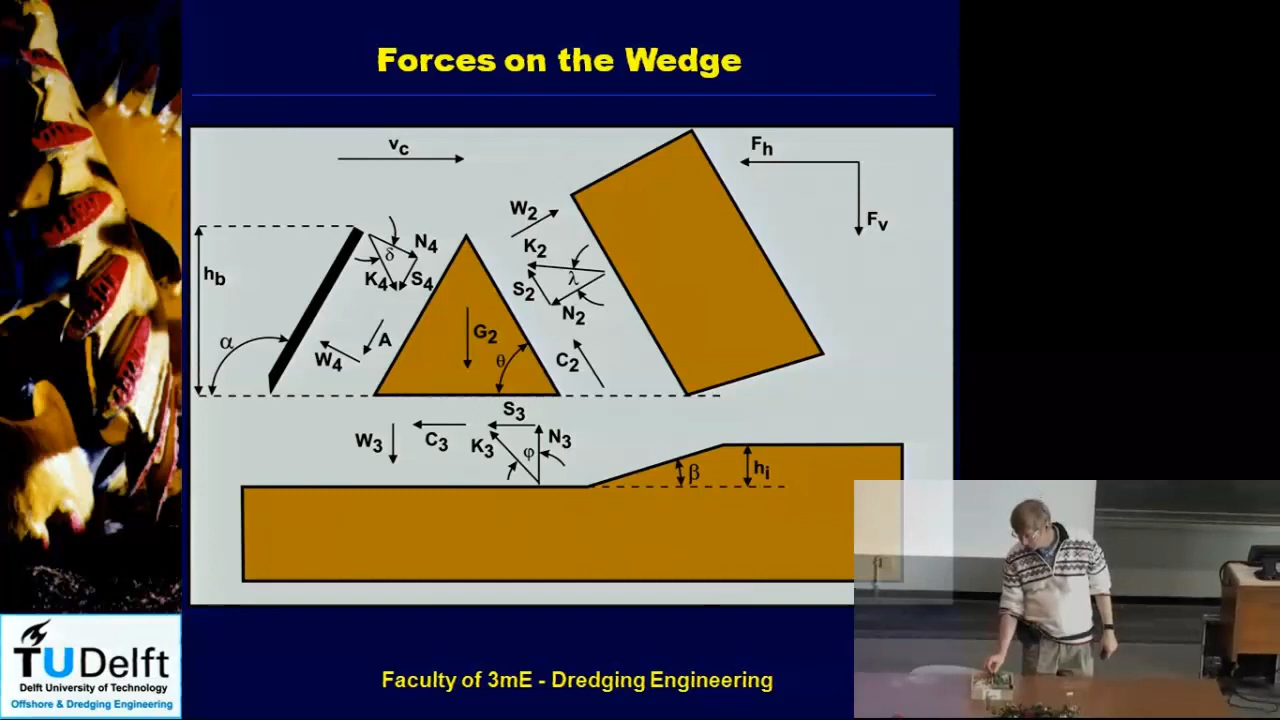 Forces on the Wedge
vc
Fh
Fv
W2
N4
δ
K4
S4
K2
λ
S2
N2
hb
α
A
W4
G2
θ
C2
S3
W3
C3
K3
N3
φ
β
hi
TUDelft
Delft University of Technology
Offshore & Dredging Engineering
Faculty of 3mE - Dredging Engineering